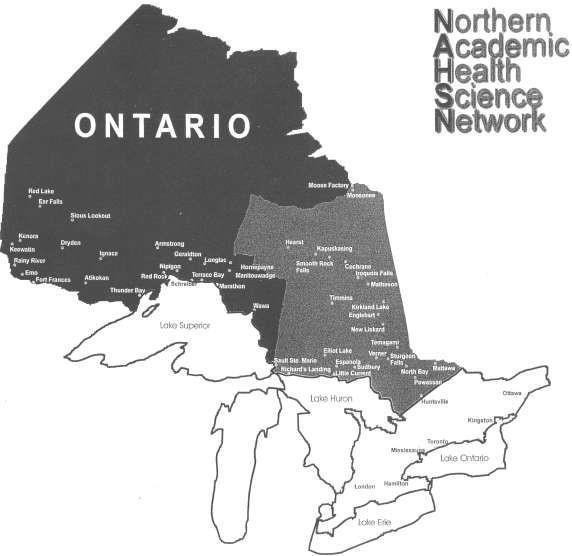 Northern
Academic
Health
Science
Network
ONTARIO
Moose Factory
Moosonee
Red Lake
Ear Falls
Sioux Lookout
Kenora
Keewatin
Dryden
Rainy River
Ignace
Emo
Fort Frances
Atikokan
Armstrong
Geraldton
Longlac
Nipigon
Hornepayne
Manitouwadge
Red Rock
Terrace Bay
Schreiber
Marathon
Thunder Bay
Wawa
Hearst
Kapuskasing
Smooth Rock
Falls
Cochrane
Iroquois Falls
Matheson
Timmins
Kirkland Lake
Englehart
New Liskard
Temagami
Elliot Lake
Verner
Sturgeon
Falls
Sault Ste. Marie
Espanola
Sudbury
Mattawa
Richard's Landing
Little Current
North Bay
Powassan
Huntsville
Lake Superior
Lake Huron
Ottawa
Kingston
Toronto
Mississauga
Lake Ontario
London
Hamilton
Lake Erie